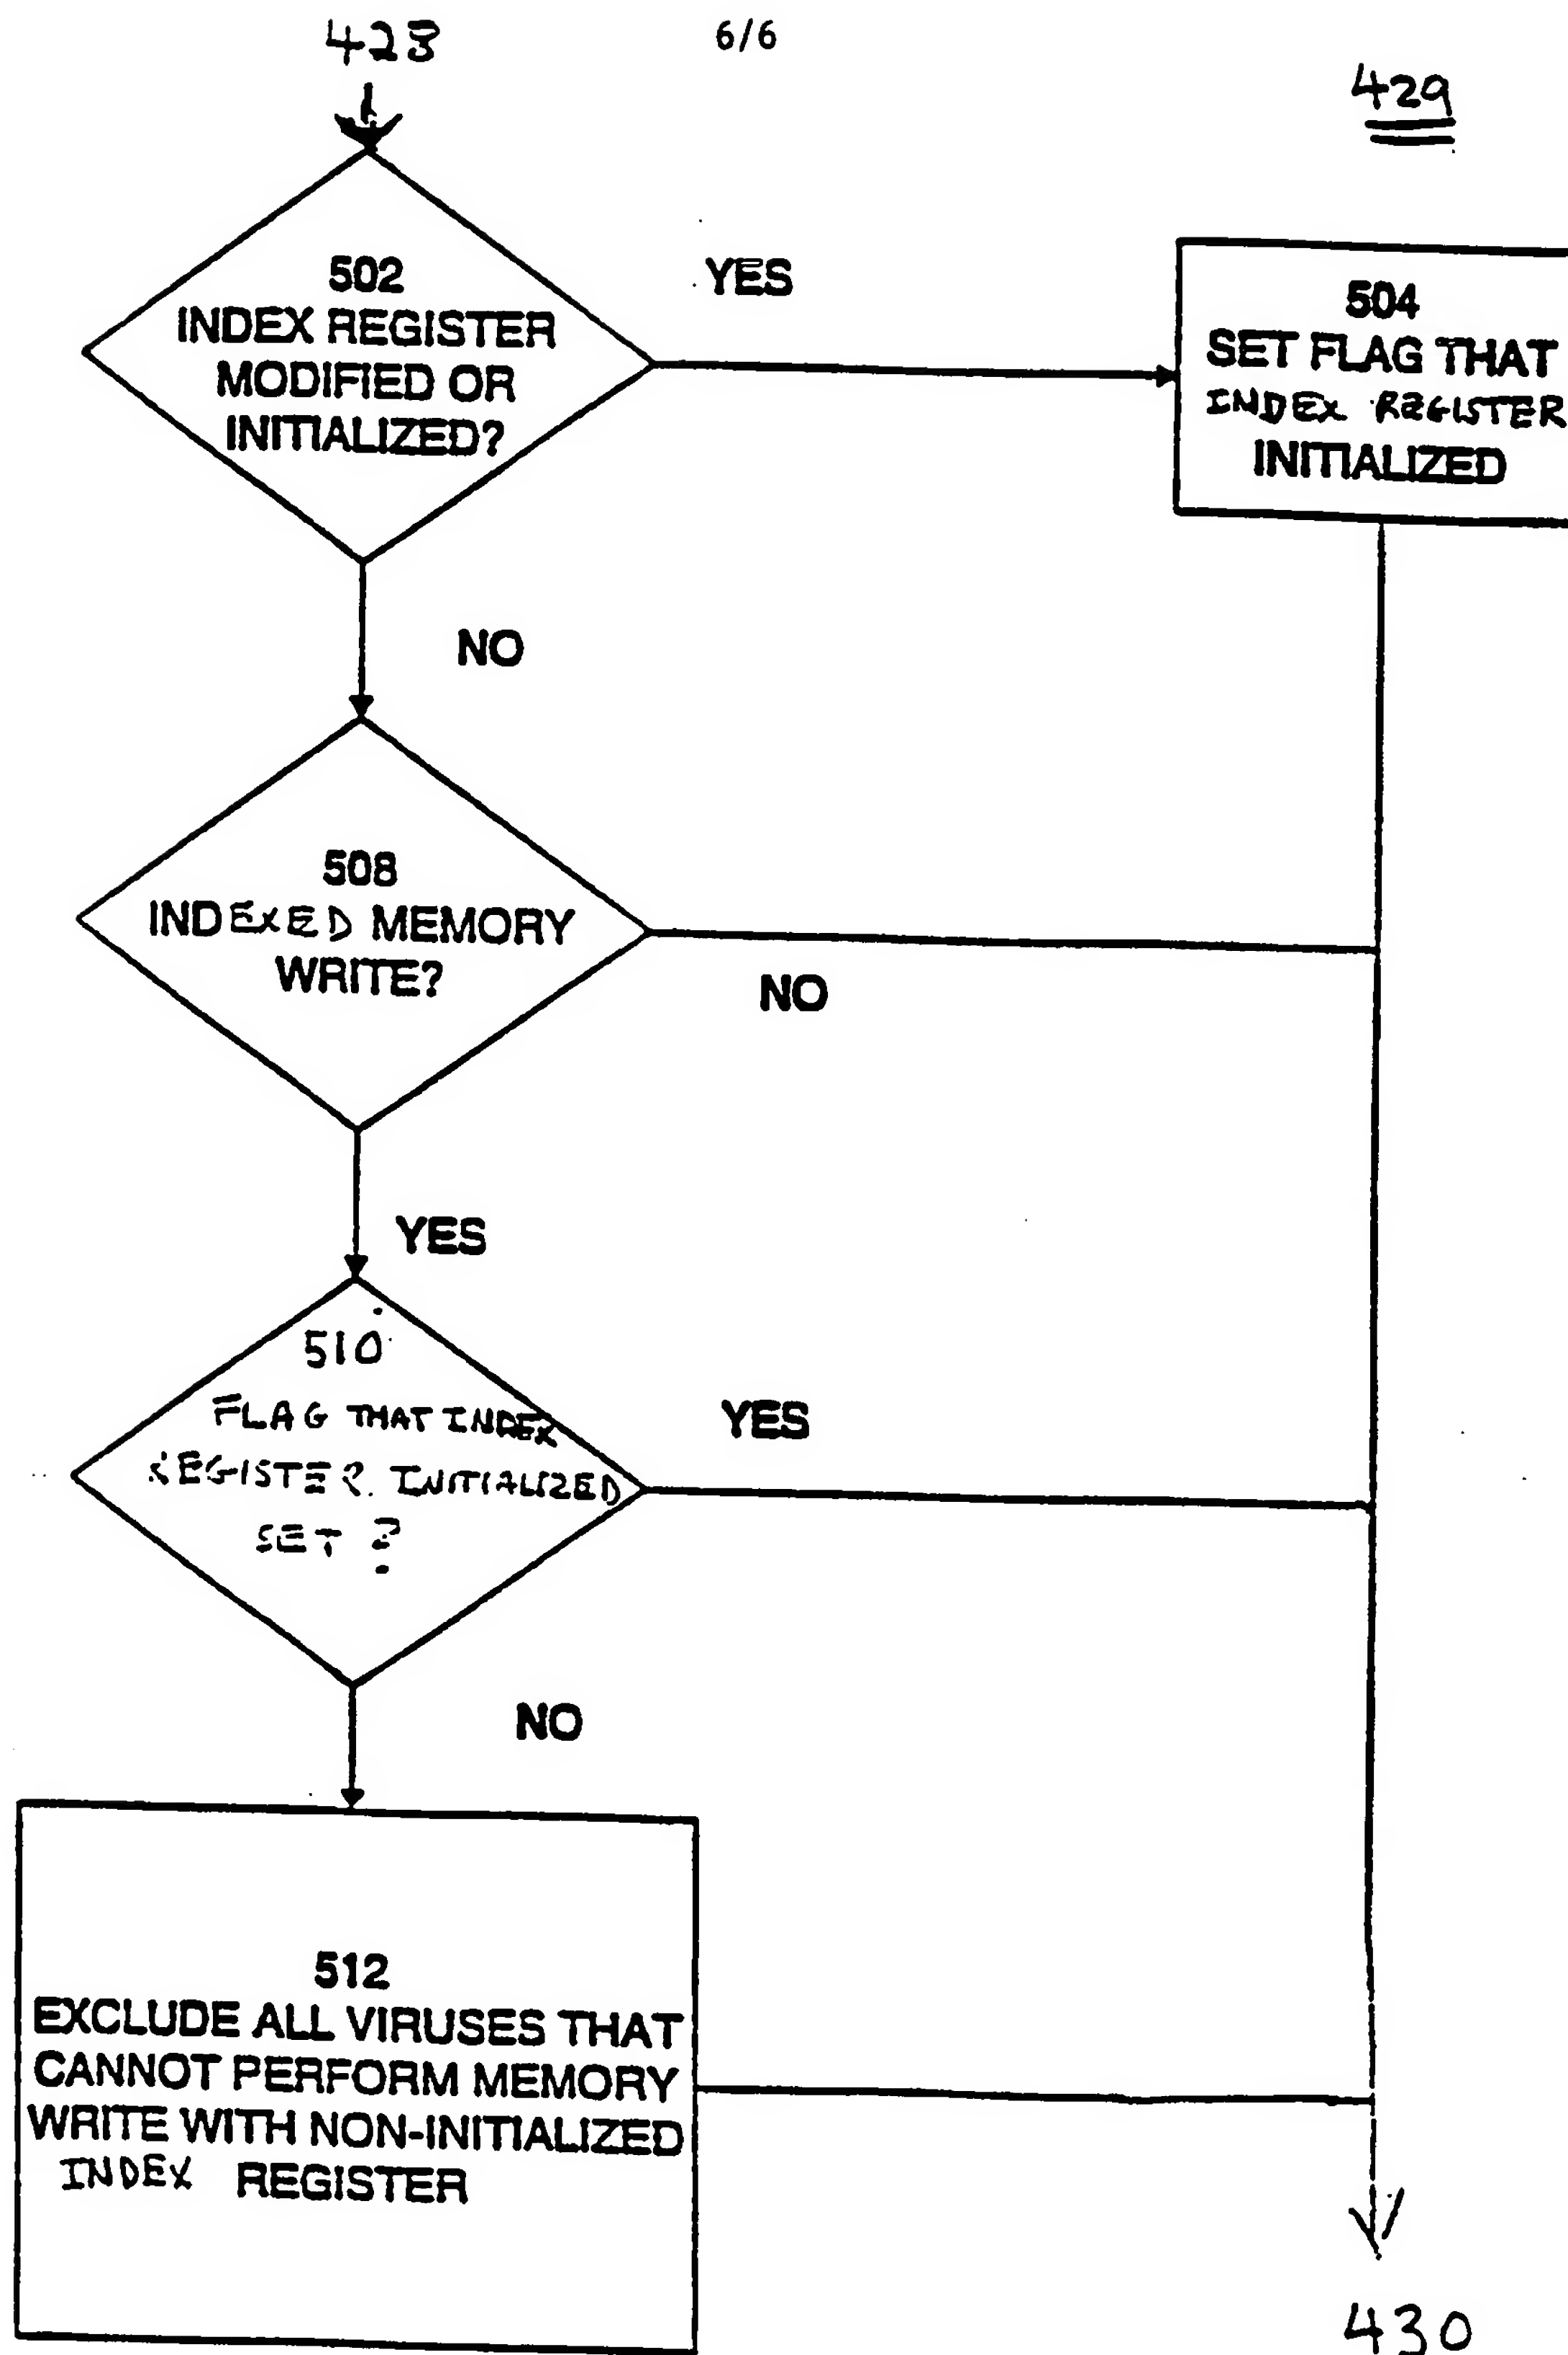 428
6/6
429
502
INDEX REGISTER
MODIFIED OR
INITIALIZED?
YES
504
SET FLAG THAT
INDEX REGISTER
INITIALIZED
NO
508
INDEXED MEMORY
WRITE?
NO
YES
510
FLAG THAT INDEX
REGISTER INITIALIZED
SET ?
YES
NO
512
EXCLUDE ALL VIRUSES THAT
CANNOT PERFORM MEMORY
WRITE WITH NON-INITIALIZED
INDEX REGISTER
430